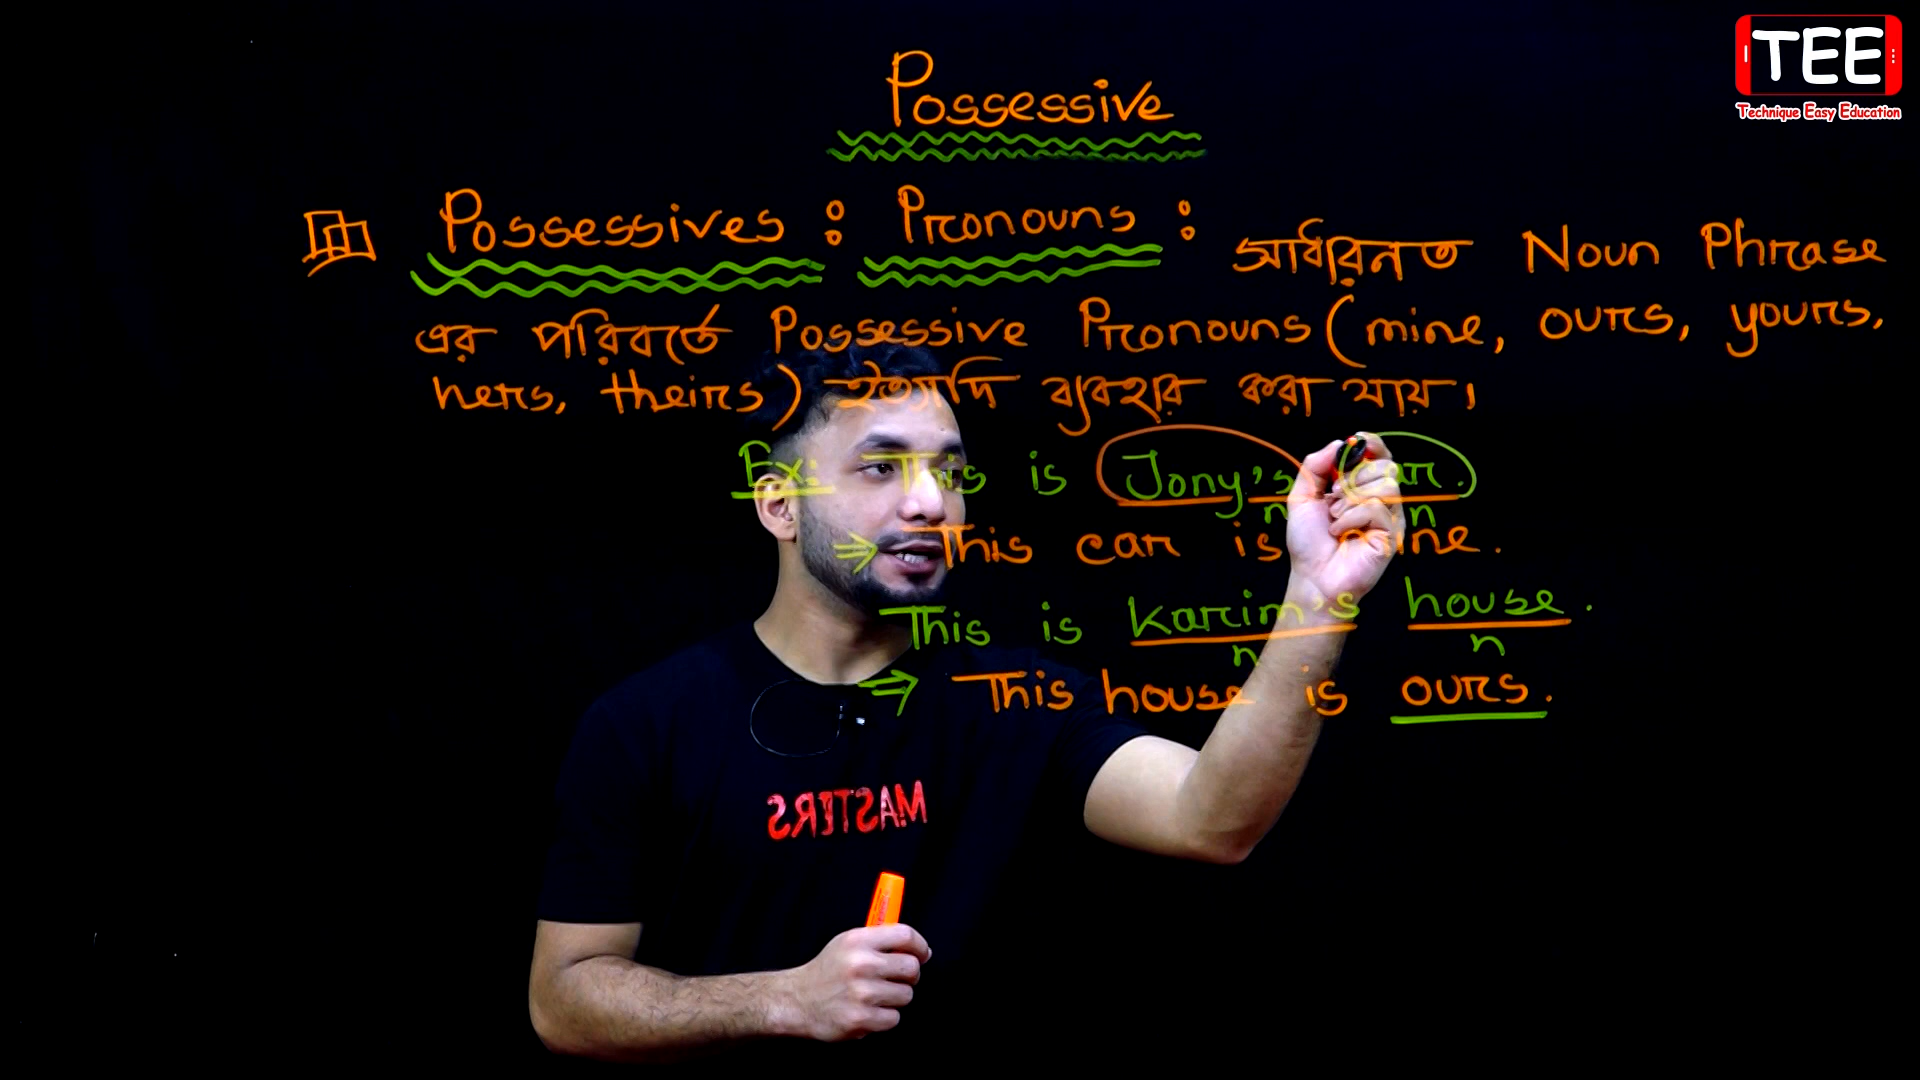 TEE
Technique Easy Education
Possessive
Possessives : Pronouns : সাধারনত Noun Phrase
এর পরিবর্তে Possessive Pronouns (mine, ours, yours,
hers, theirs) ইত্যাদি ব্যবহার করা যায়।
Ex: This is Jony's car.
n n
⇒ This car is mine.
This is Karim's house.
n n
⇒ This house is ours.
MASTERS